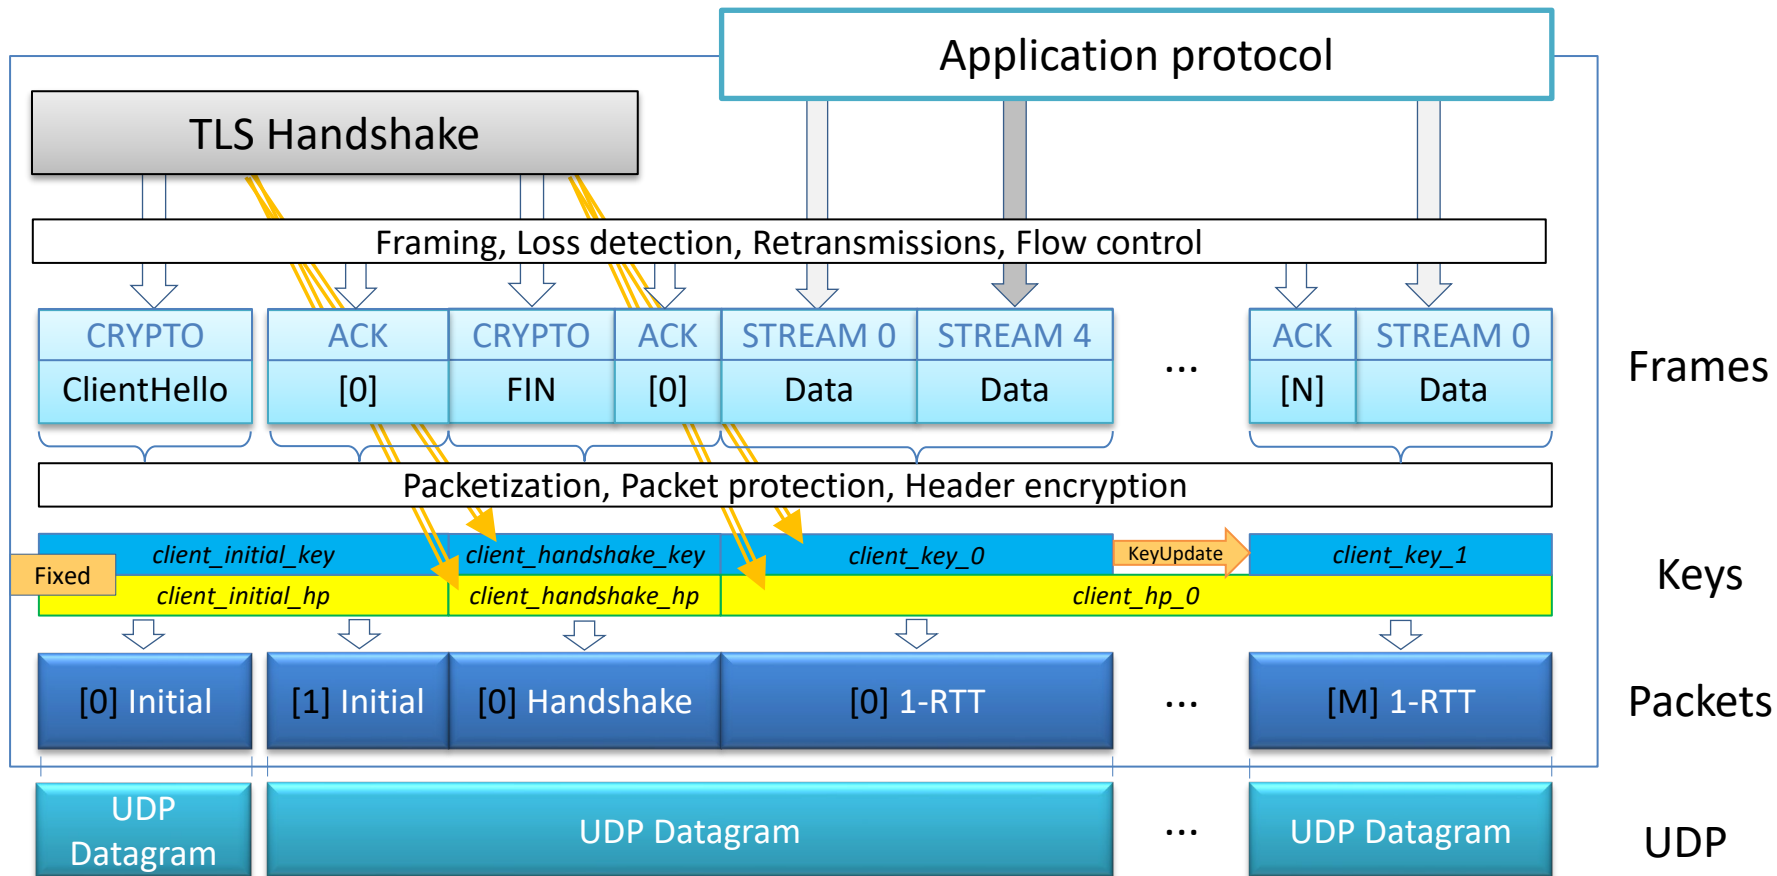 Application protocol
TLS Handshake
Framing, Loss detection, Retransmissions, Flow control
CRYPTO ACK CRYPTO ACK STREAM 0 STREAM 4 ACK STREAM 0
ClientHello [0] FIN [0] Data Data ... [N] Data
Frames
Packetization, Packet protection, Header encryption
Fixed
client_initial_key client_handshake_key client_key_0 KeyUpdate client_key_1
client_initial_hp client_handshake_hp client_hp_0
Keys
[0] Initial [1] Initial [0] Handshake [0] 1-RTT ... [M] 1-RTT
Packets
UDP
Datagram
UDP Datagram ... UDP Datagram
UDP